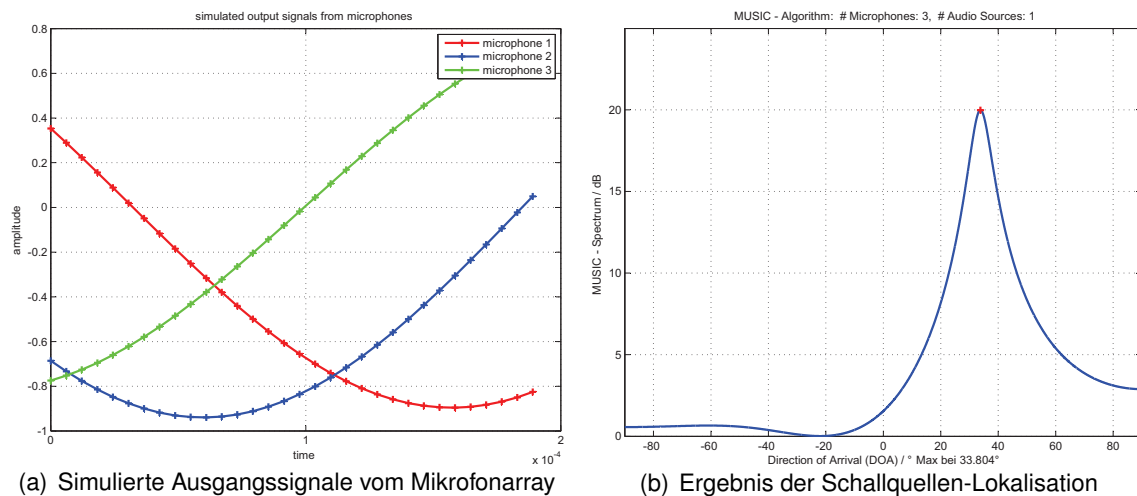 simulated output signals from microphones
microphone 1
microphone 2
microphone 3
0.8
0.6
0.4
0.2
0
-0.2
-0.4
-0.6
-0.8
-1
amplitude
0
1
2
time
x 10⁻⁴
(a) Simulierte Ausgangssignale vom Mikrofonarray
MUSIC - Algorithm: # Microphones: 3, # Audio Sources: 1
20
15
10
5
0
MUSIC - Spectrum / dB
-80
-60
-40
-20
0
20
40
60
80
Direction of Arrival (DOA) / ° Max bei 33.804°
(b) Ergebnis der Schallquellen-Lokalisation